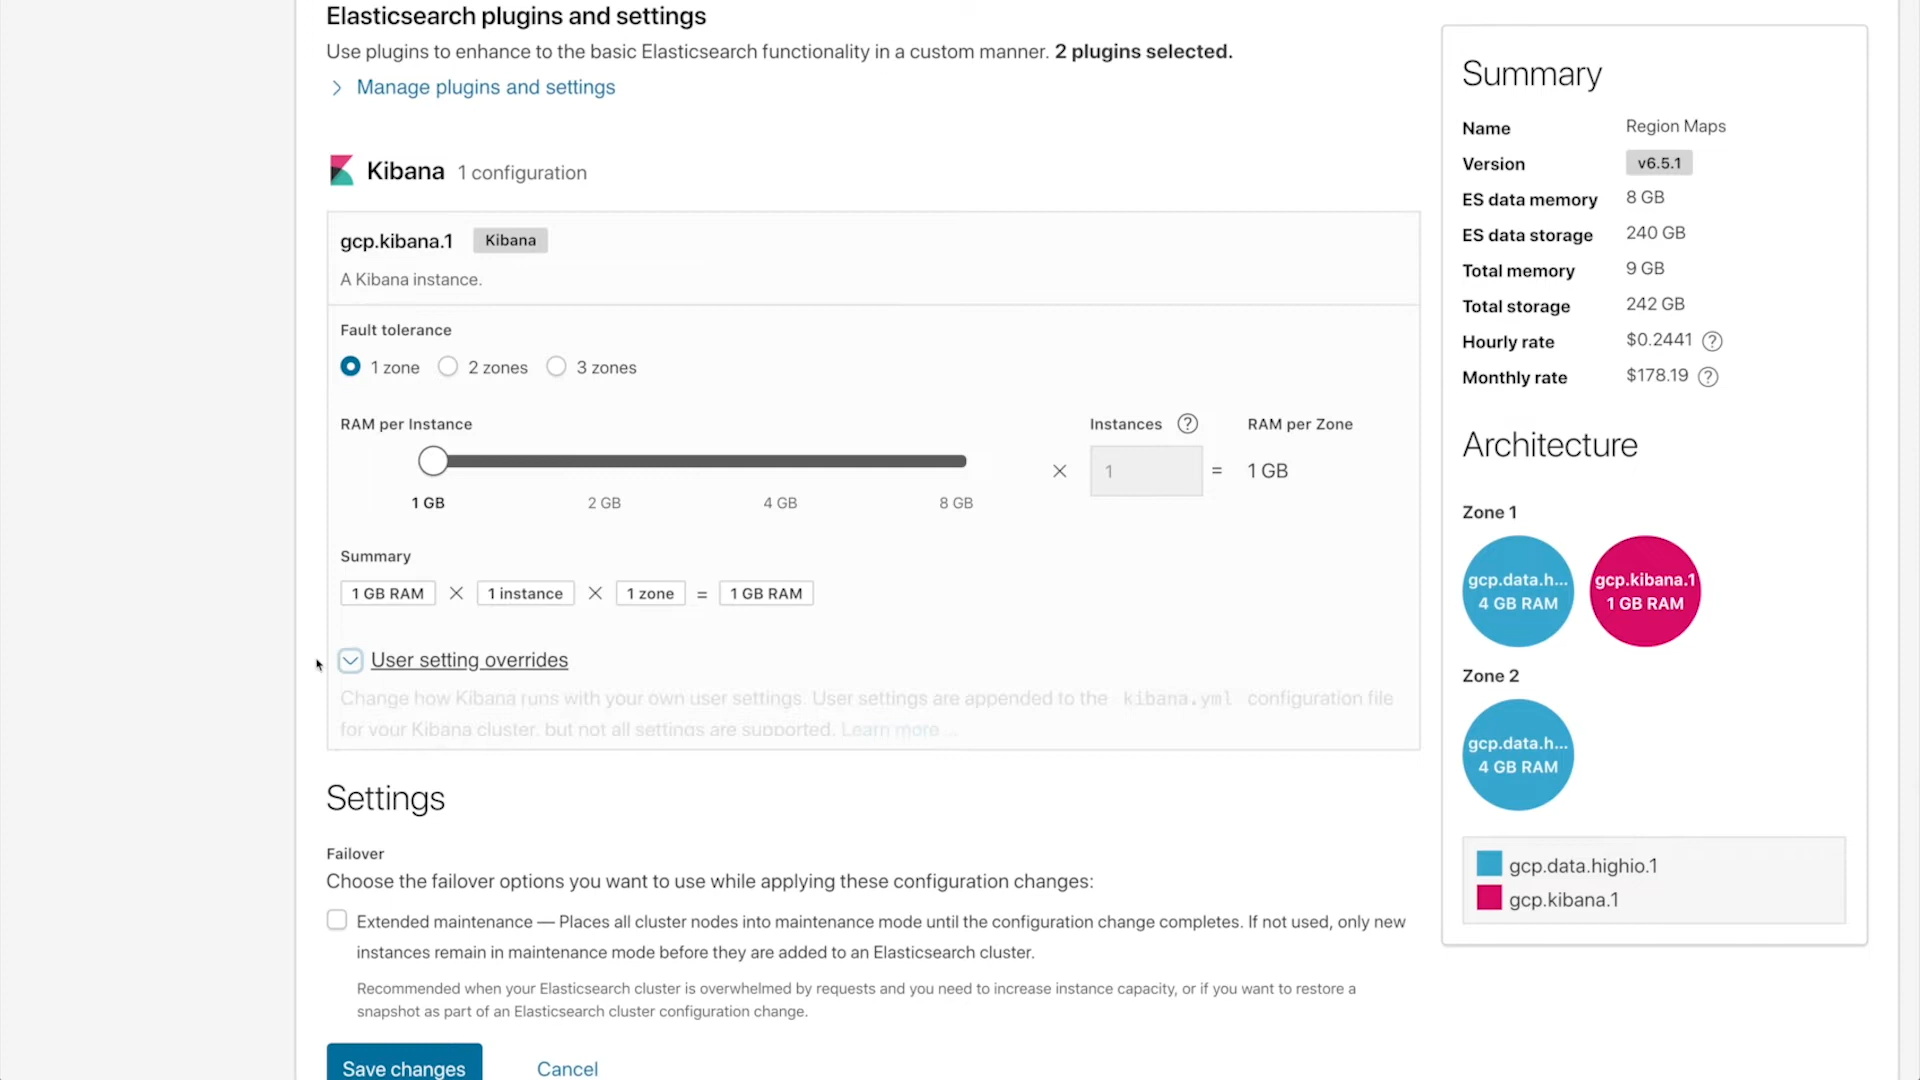 Elasticsearch plugins and settings
Use plugins to enhance to the basic Elasticsearch functionality in a custom manner. 2 plugins selected.
Manage plugins and settings
Kibana 1 configuration
gcp.kibana.1 Kibana
A Kibana instance.
Fault tolerance
1 zone 2 zones 3 zones
RAM per Instance Instances RAM per Zone
× 1 = 1 GB
1 GB 2 GB 4 GB 8 GB
Summary
1 GB RAM × 1 instance × 1 zone = 1 GB RAM
User setting overrides
Change how Kibana runs with your own user settings. User settings are appended to the kibana.yml configuration file
for your Kibana cluster, but not all settings are supported. Learn more ...
Settings
Failover
Choose the failover options you want to use while applying these configuration changes:
Extended maintenance — Places all cluster nodes into maintenance mode until the configuration change completes. If not used, only new
instances remain in maintenance mode before they are added to an Elasticsearch cluster.
Recommended when your Elasticsearch cluster is overwhelmed by requests and you need to increase instance capacity, or if you want to restore a
snapshot as part of an Elasticsearch cluster configuration change.
Save changes Cancel
Summary
Name Region Maps
Version v6.5.1
ES data memory 8 GB
ES data storage 240 GB
Total memory 9 GB
Total storage 242 GB
Hourly rate $0.2441
Monthly rate $178.19
Architecture
Zone 1
gcp.data.h... gcp.kibana.1
4 GB RAM 1 GB RAM
Zone 2
gcp.data.h...
4 GB RAM
gcp.data.highio.1
gcp.kibana.1